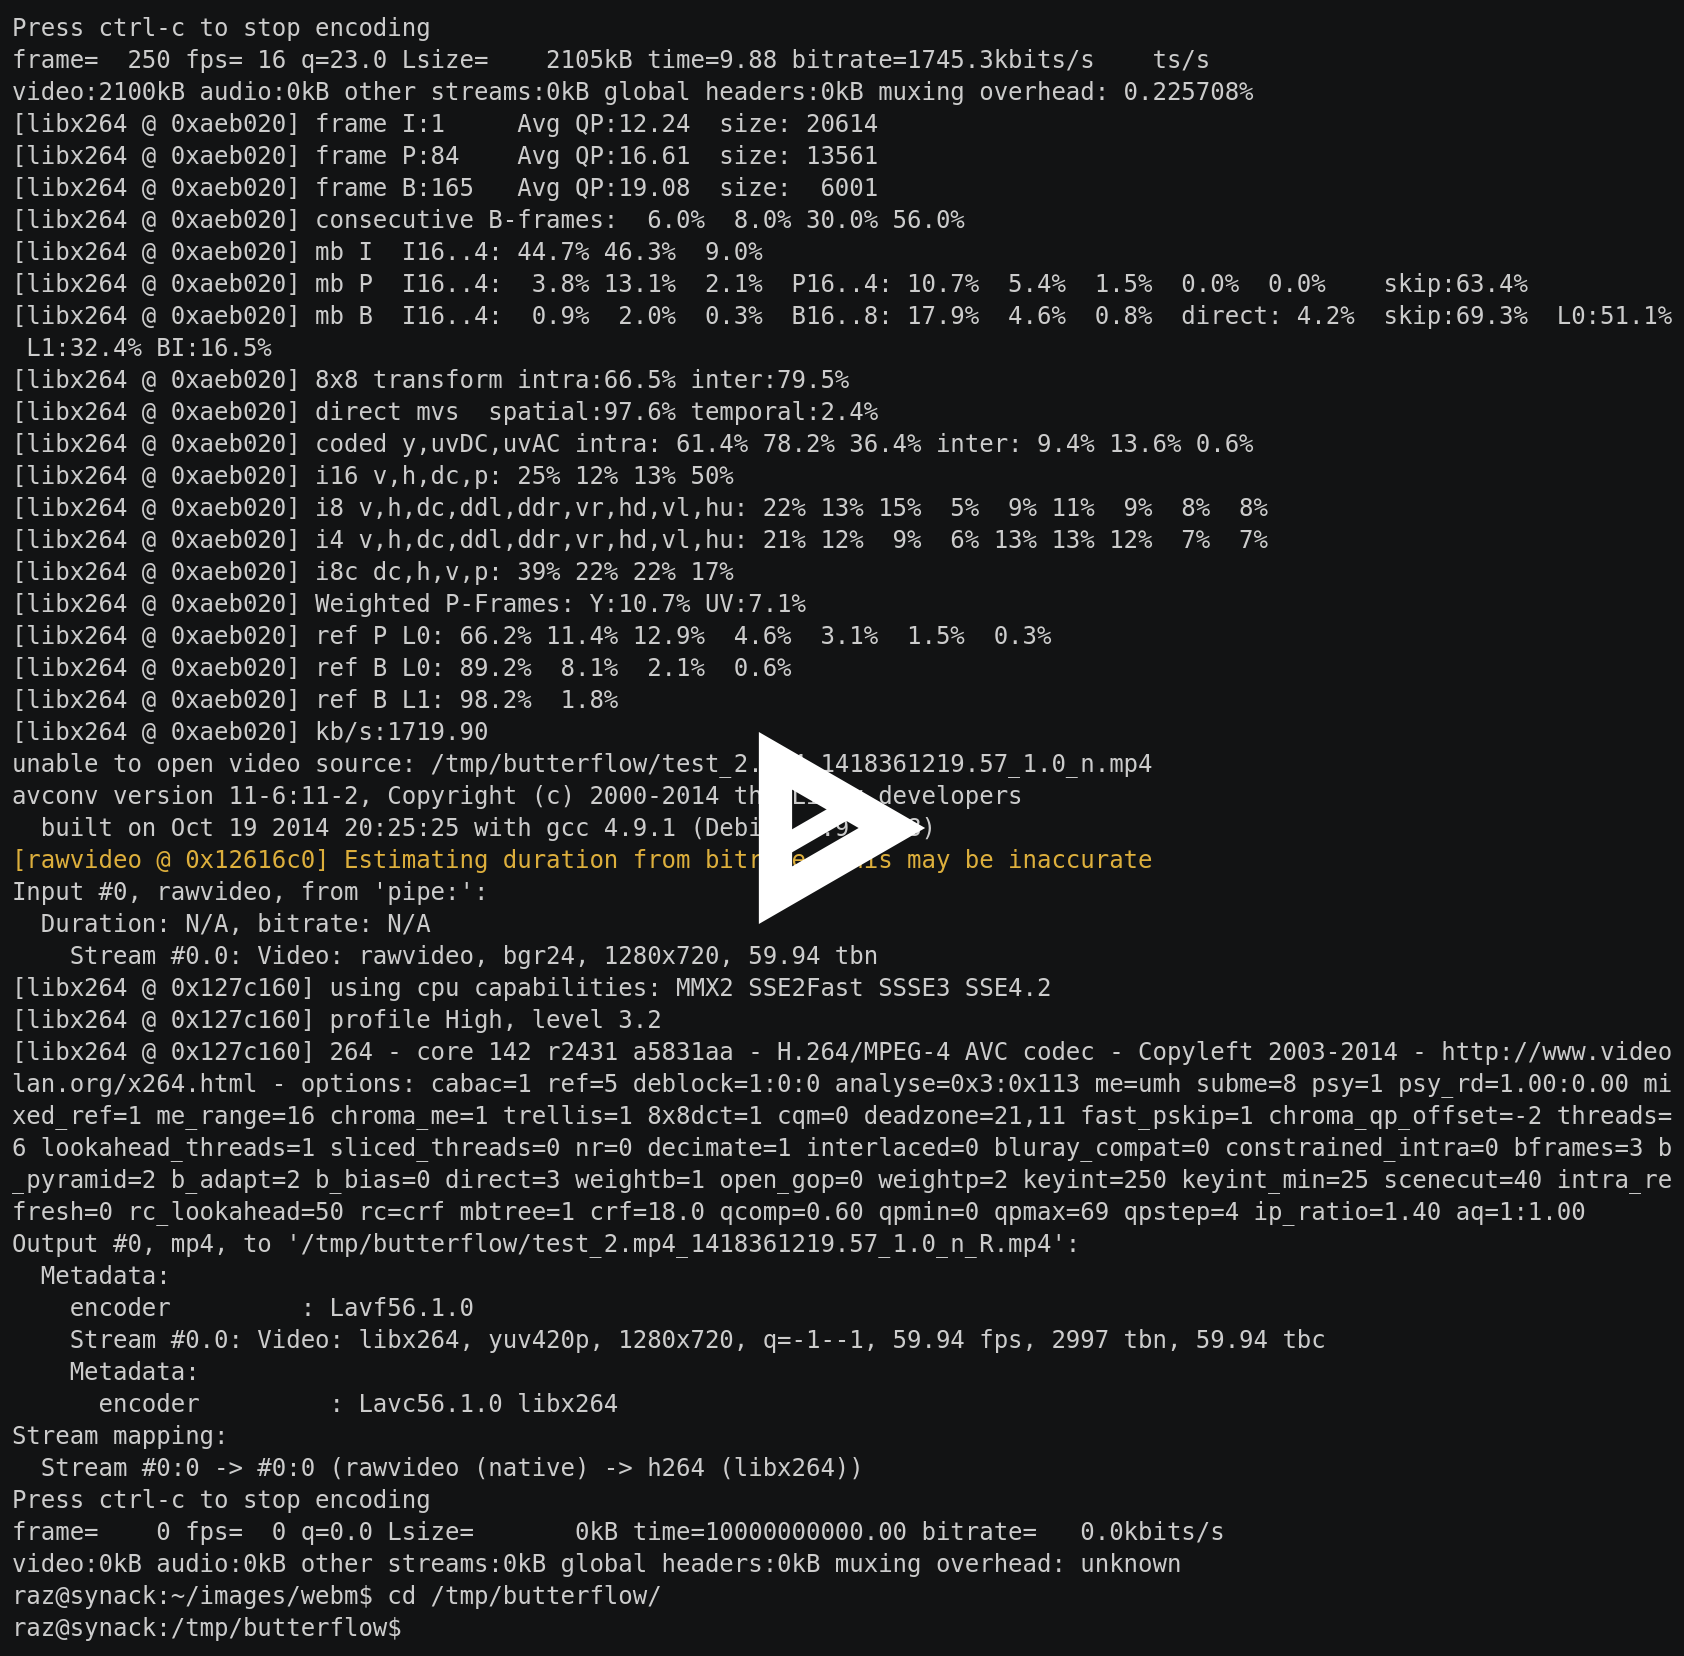 Press ctrl-c to stop encoding
frame=  250 fps= 16 q=23.0 Lsize=    2105kB time=9.88 bitrate=1745.3kbits/s    ts/s
video:2100kB audio:0kB other streams:0kB global headers:0kB muxing overhead: 0.225708%
[libx264 @ 0xaeb020] frame I:1     Avg QP:12.24  size: 20614
[libx264 @ 0xaeb020] frame P:84    Avg QP:16.61  size: 13561
[libx264 @ 0xaeb020] frame B:165   Avg QP:19.08  size:  6001
[libx264 @ 0xaeb020] consecutive B-frames:  6.0%  8.0% 30.0% 56.0%
[libx264 @ 0xaeb020] mb I  I16..4: 44.7% 46.3%  9.0%
[libx264 @ 0xaeb020] mb P  I16..4:  3.8% 13.1%  2.1%  P16..4: 10.7%  5.4%  1.5%  0.0%  0.0%    skip:63.4%
[libx264 @ 0xaeb020] mb B  I16..4:  0.9%  2.0%  0.3%  B16..8: 17.9%  4.6%  0.8%  direct: 4.2%  skip:69.3%  L0:51.1%
 L1:32.4% BI:16.5%
[libx264 @ 0xaeb020] 8x8 transform intra:66.5% inter:79.5%
[libx264 @ 0xaeb020] direct mvs  spatial:97.6% temporal:2.4%
[libx264 @ 0xaeb020] coded y,uvDC,uvAC intra: 61.4% 78.2% 36.4% inter: 9.4% 13.6% 0.6%
[libx264 @ 0xaeb020] i16 v,h,dc,p: 25% 12% 13% 50%
[libx264 @ 0xaeb020] i8 v,h,dc,ddl,ddr,vr,hd,vl,hu: 22% 13% 15%  5%  9% 11%  9%  8%  8%
[libx264 @ 0xaeb020] i4 v,h,dc,ddl,ddr,vr,hd,vl,hu: 21% 12%  9%  6% 13% 13% 12%  7%  7%
[libx264 @ 0xaeb020] i8c dc,h,v,p: 39% 22% 22% 17%
[libx264 @ 0xaeb020] Weighted P-Frames: Y:10.7% UV:7.1%
[libx264 @ 0xaeb020] ref P L0: 66.2% 11.4% 12.9%  4.6%  3.1%  1.5%  0.3%
[libx264 @ 0xaeb020] ref B L0: 89.2%  8.1%  2.1%  0.6%
[libx264 @ 0xaeb020] ref B L1: 98.2%  1.8%
[libx264 @ 0xaeb020] kb/s:1719.90
unable to open video source:
avconv version 11-6:11-2, Copyright (c) 2000-2014 developers
  built on Oct 19 2014 20:25:25 with gcc 4.9.1
[rawvideo @ 0x12616c0] Estimating duration from may be inaccurate
Input #0, rawvideo, from 'pipe:':
  Duration: N/A, bitrate: N/A
    Stream #0.0: Video: rawvideo, bgr24, 1280x720, 59.94 tbn
[libx264 @ 0x127c160] using cpu capabilities: MMX2 SSE2Fast SSSE3 SSE4.2
[libx264 @ 0x127c160] profile High, level 3.2
[libx264 @ 0x127c160] 264 - core 142 r2431 a5831aa - H.264/MPEG-4 AVC codec - Copyleft 2003-2014 - http://www.video
lan.org/x264.html - options: cabac=1 ref=5 deblock=1:0:0 analyse=0x3:0x113 me=umh subme=8 psy=1 psy_rd=1.00:0.00 mi
xed_ref=1 me_range=16 chroma_me=1 trellis=1 8x8dct=1 cqm=0 deadzone=21,11 fast_pskip=1 chroma_qp_offset=-2 threads=
6 lookahead_threads=1 sliced_threads=0 nr=0 decimate=1 interlaced=0 bluray_compat=0 constrained_intra=0 bframes=3 b
_pyramid=2 b_adapt=2 b_bias=0 direct=3 weightb=1 open_gop=0 weightp=2 keyint=250 keyint_min=25 scenecut=40 intra_re
fresh=0 rc_lookahead=50 rc=crf mbtree=1 crf=18.0 qcomp=0.60 qpmin=0 qpmax=69 qpstep=4 ip_ratio=1.40 aq=1:1.00
Output #0, mp4, to '/tmp/butterflow/test_2.mp4_1418361219.57_1.0_n_R.mp4':
  Metadata:
    encoder         : Lavf56.1.0
    Stream #0.0: Video: libx264, yuv420p, 1280x720, q=-1--1, 59.94 fps, 2997 tbn, 59.94 tbc
    Metadata:
      encoder         : Lavc56.1.0 libx264
Stream mapping:
  Stream #0:0 -> #0:0 (rawvideo (native) -> h264 (libx264))
Press ctrl-c to stop encoding
frame=    0 fps=  0 q=0.0 Lsize=       0kB time=10000000000.00 bitrate=   0.0kbits/s
video:0kB audio:0kB other streams:0kB global headers:0kB muxing overhead: unknown
raz@synack:~/images/webm$ cd /tmp/butterflow/
raz@synack:/tmp/butterflow$